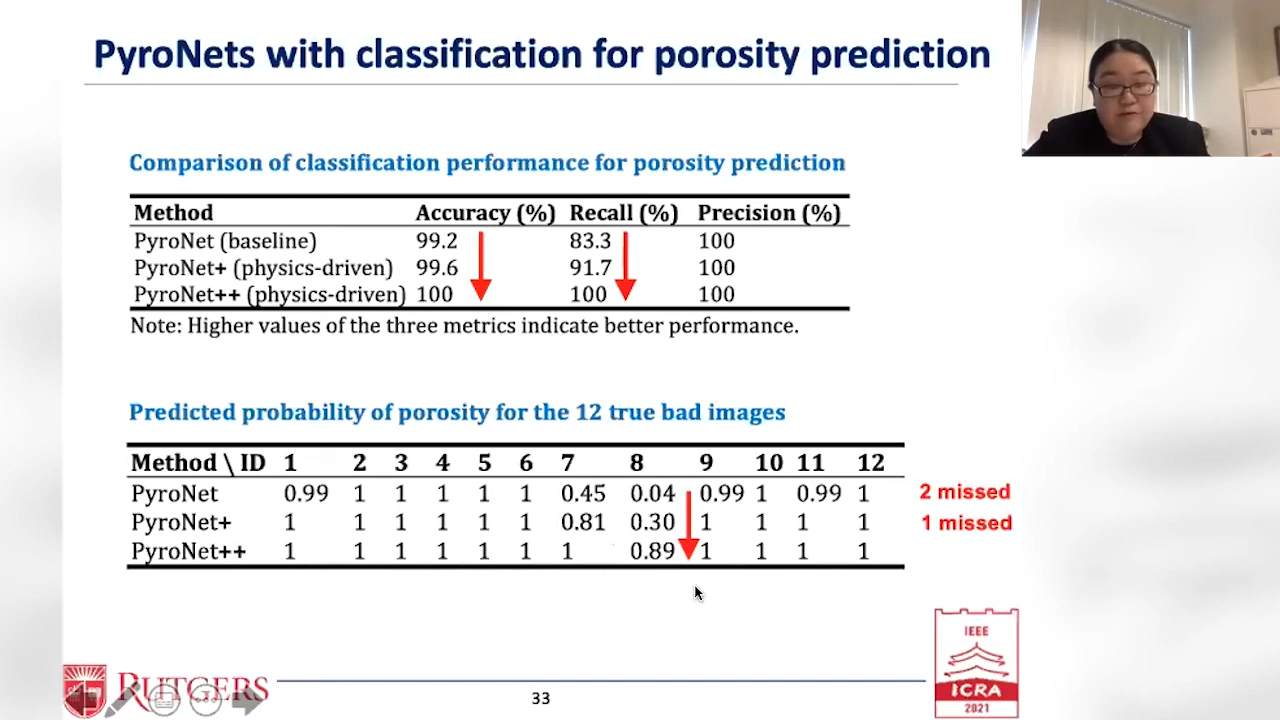 PyroNets with classification for porosity prediction
Comparison of classification performance for porosity prediction
Method Accuracy (%) Recall (%) Precision (%)
PyroNet (baseline) 99.2 83.3 100
PyroNet+ (physics-driven) 99.6 91.7 100
PyroNet++ (physics-driven) 100 100 100
Note: Higher values of the three metrics indicate better performance.
Predicted probability of porosity for the 12 true bad images
Method \ ID 1 2 3 4 5 6 7 8 9 10 11 12
PyroNet 0.99 1 1 1 1 1 0.45 0.04 0.99 1 0.99 1 2 missed
PyroNet+ 1 1 1 1 1 1 0.81 0.30 1 1 1 1 1 missed
PyroNet++ 1 1 1 1 1 1 1 0.89 1 1 1 1
RUTGERS
33
IEEE
ICRA
2021